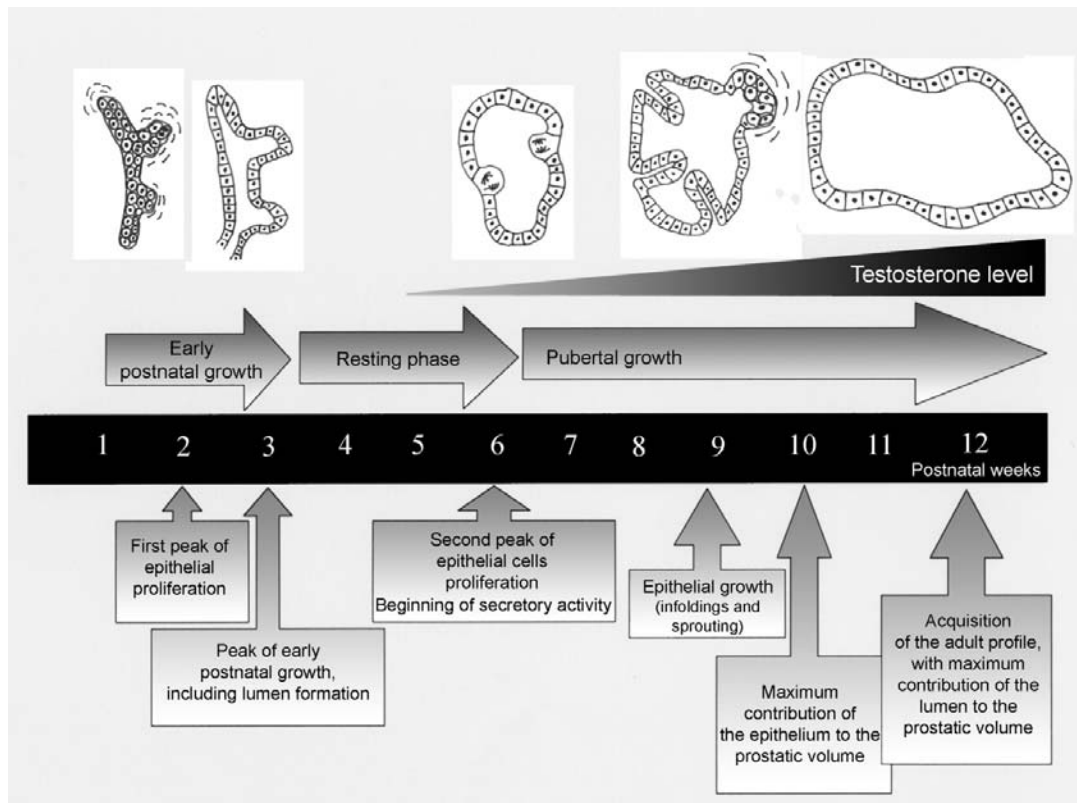 Testosterone level
Early
postnatal growth
Resting phase
Pubertal growth
1 2 3 4 5 6 7 8 9 10 11 12
Postnatal weeks
First peak of
epithelial
proliferation
Peak of early
postnatal growth,
including lumen formation
Second peak of
epithelial cells
proliferation
Beginning of secretory activity
Epithelial growth
(infoldings and
sprouting)
Maximum
contribution of
the epithelium to the
prostatic volume
Acquisition
of the adult profile,
with maximum
contribution of the
lumen to the
prostatic volume